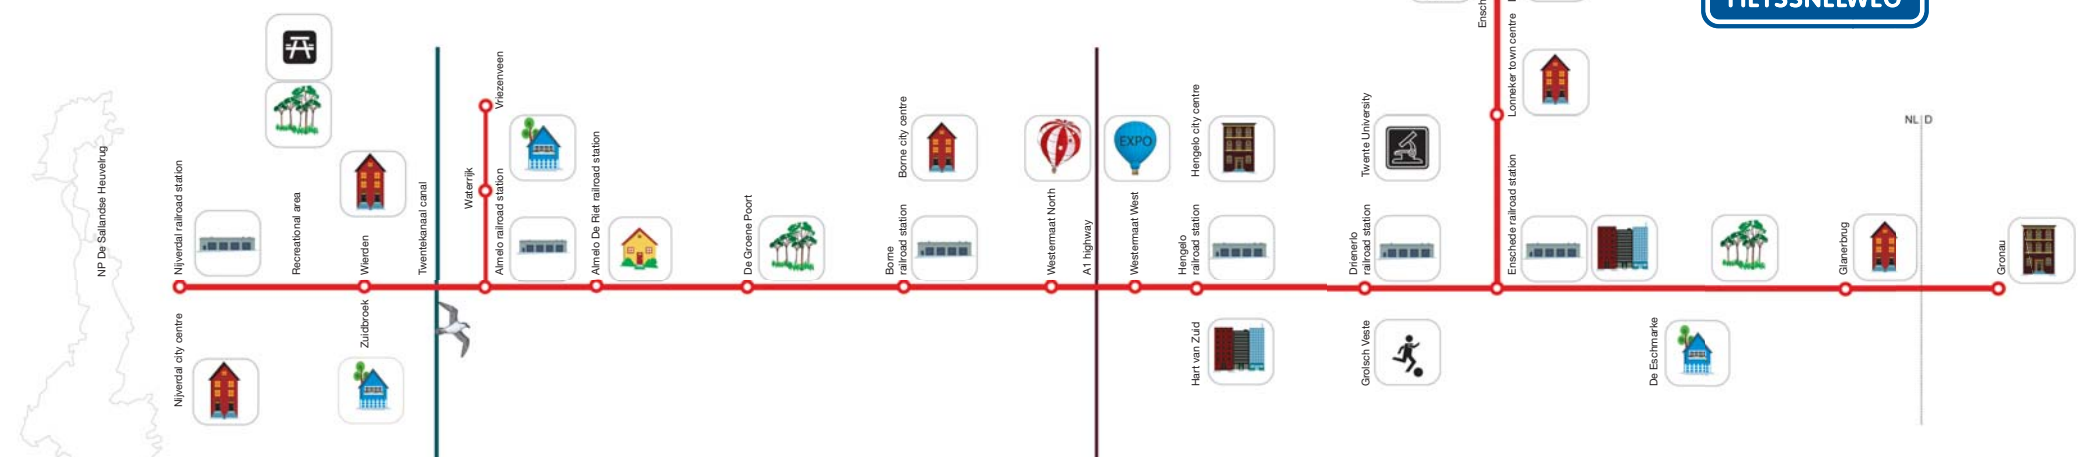 FIETSSNELWEG
Lonneker town centre
NL D
NP De Sallandse Heuvelrug
Nijverdal railroad station
Recreational area
Wierden
Twentekanaal canal
Waterrijk
Vriezenveen
Almelo railroad station
Almelo De Riet railroad station
De Groene Poort
Borne city centre
Borne
railroad station
Westermaat North
A1 highway
EXPO
Westermaat West
Hengelo city centre
Hengelo
railroad station
Twente University
Drienerlo
railroad station
Enschede railroad station
Glanerbrug
Gronau
Nijverdal city centre
Zuidbroek
Hart van Zuid
Grolsch Veste
De Eschmarke